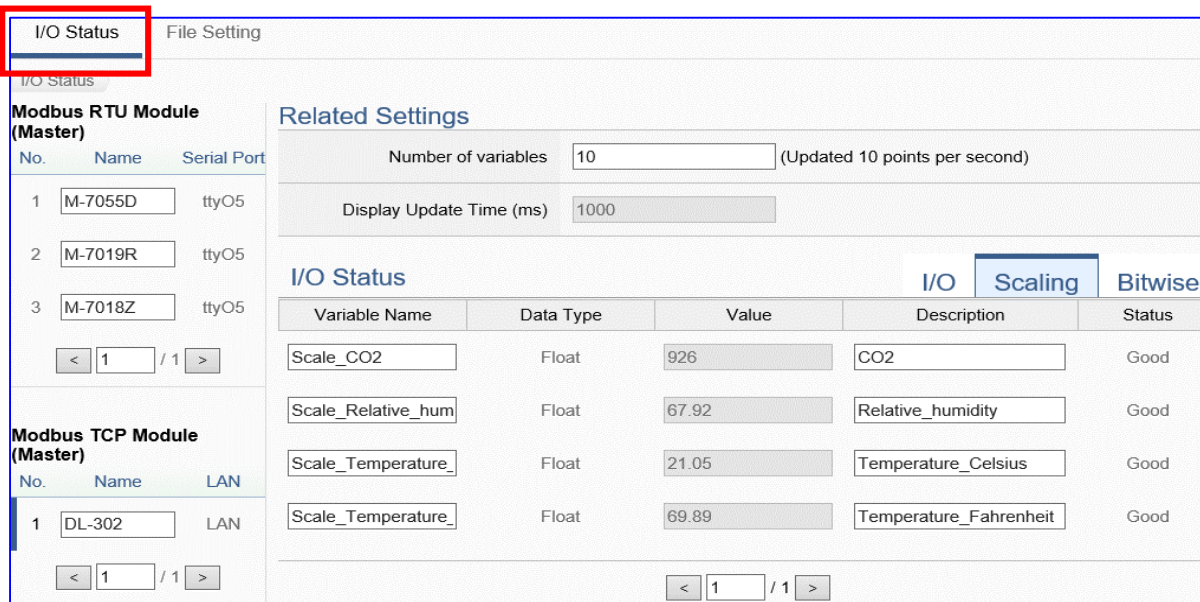 I/O Status File Setting
I/O Status
Modbus RTU Module
(Master)
No. Name Serial Port
1 M-7055D ttyO5
2 M-7019R ttyO5
3 M-7018Z ttyO5
< 1 / 1 >
Modbus TCP Module
(Master)
No. Name LAN
1 DL-302 LAN
< 1 / 1 >
Related Settings
Number of variables 10 (Updated 10 points per second)
Display Update Time (ms) 1000
I/O Status I/O Scaling Bitwise
Variable Name Data Type Value Description Status
Scale_CO2 Float 926 CO2 Good
Scale_Relative_hum Float 67.92 Relative_humidity Good
Scale_Temperature_ Float 21.05 Temperature_Celsius Good
Scale_Temperature_ Float 69.89 Temperature_Fahrenheit Good
< 1 / 1 >